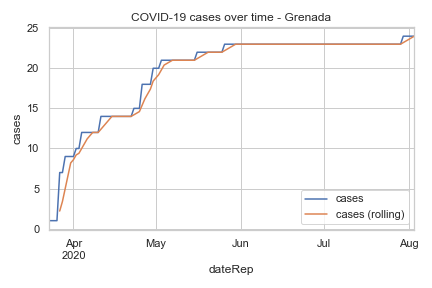 COVID-19 cases over time - Grenada
cases
25
20
15
10
5
0
cases
cases (rolling)
Apr
2020
May
Jun
Jul
Aug
dateRep